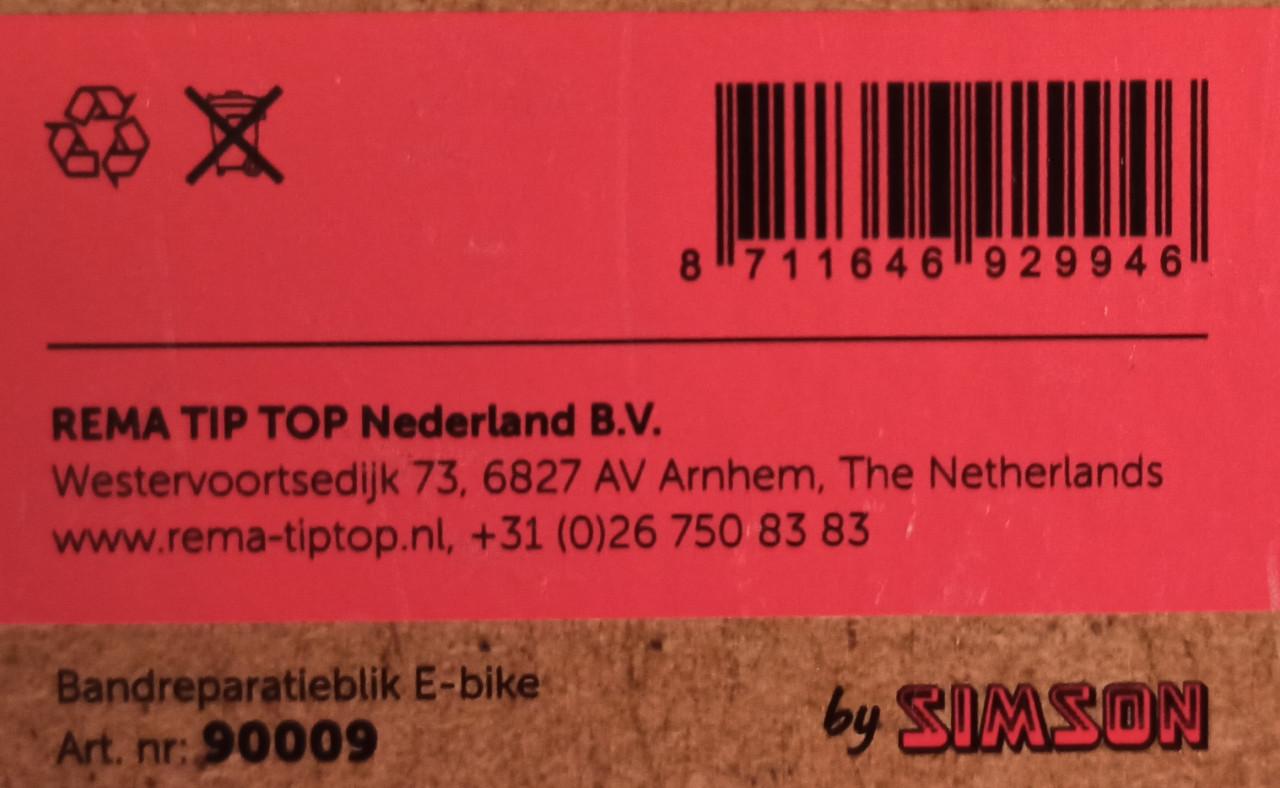 8 711646 929946
REMA TIP TOP Nederland B.V.
Westervoortsedijk 73, 6827 AV Arnhem, The Netherlands
www.rema-tiptop.nl, +31 (0)26 750 83 83
Bandreparatieblik E-bike
Art. nr: 90009
by SIMSON